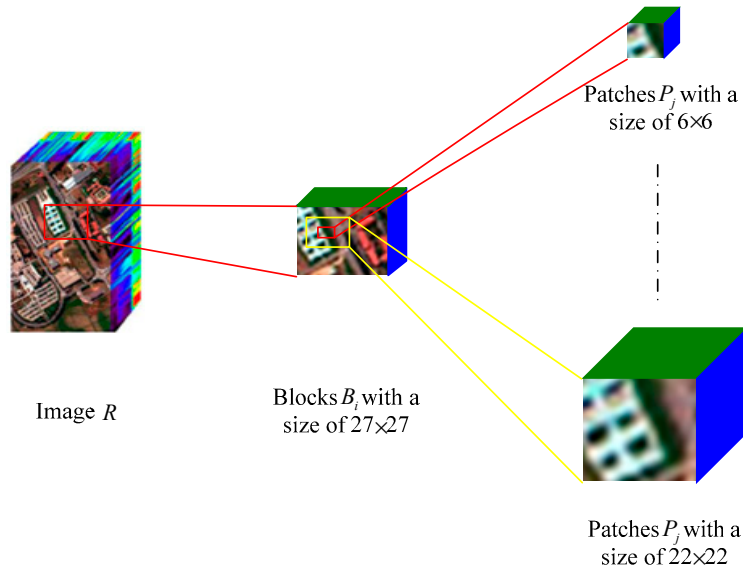 Patches P_j with a
size of 6×6
Image R
Blocks B_i with a
size of 27×27
Patches P_j with a
size of 22×22